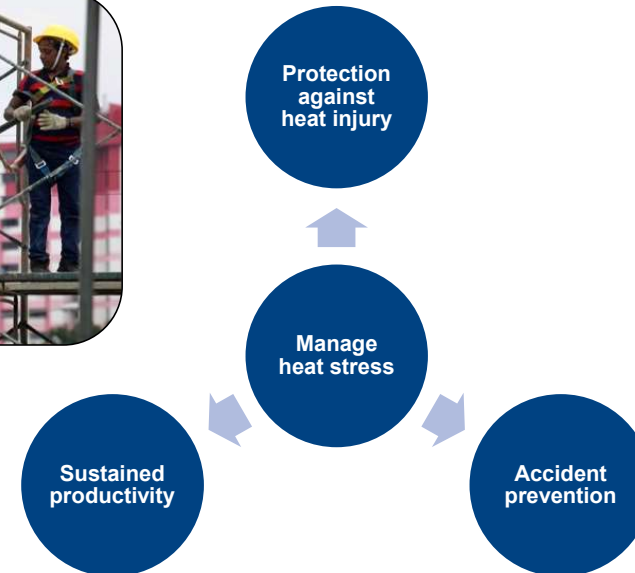 Protection
against
heat injury
Manage
heat stress
Sustained
productivity
Accident
prevention